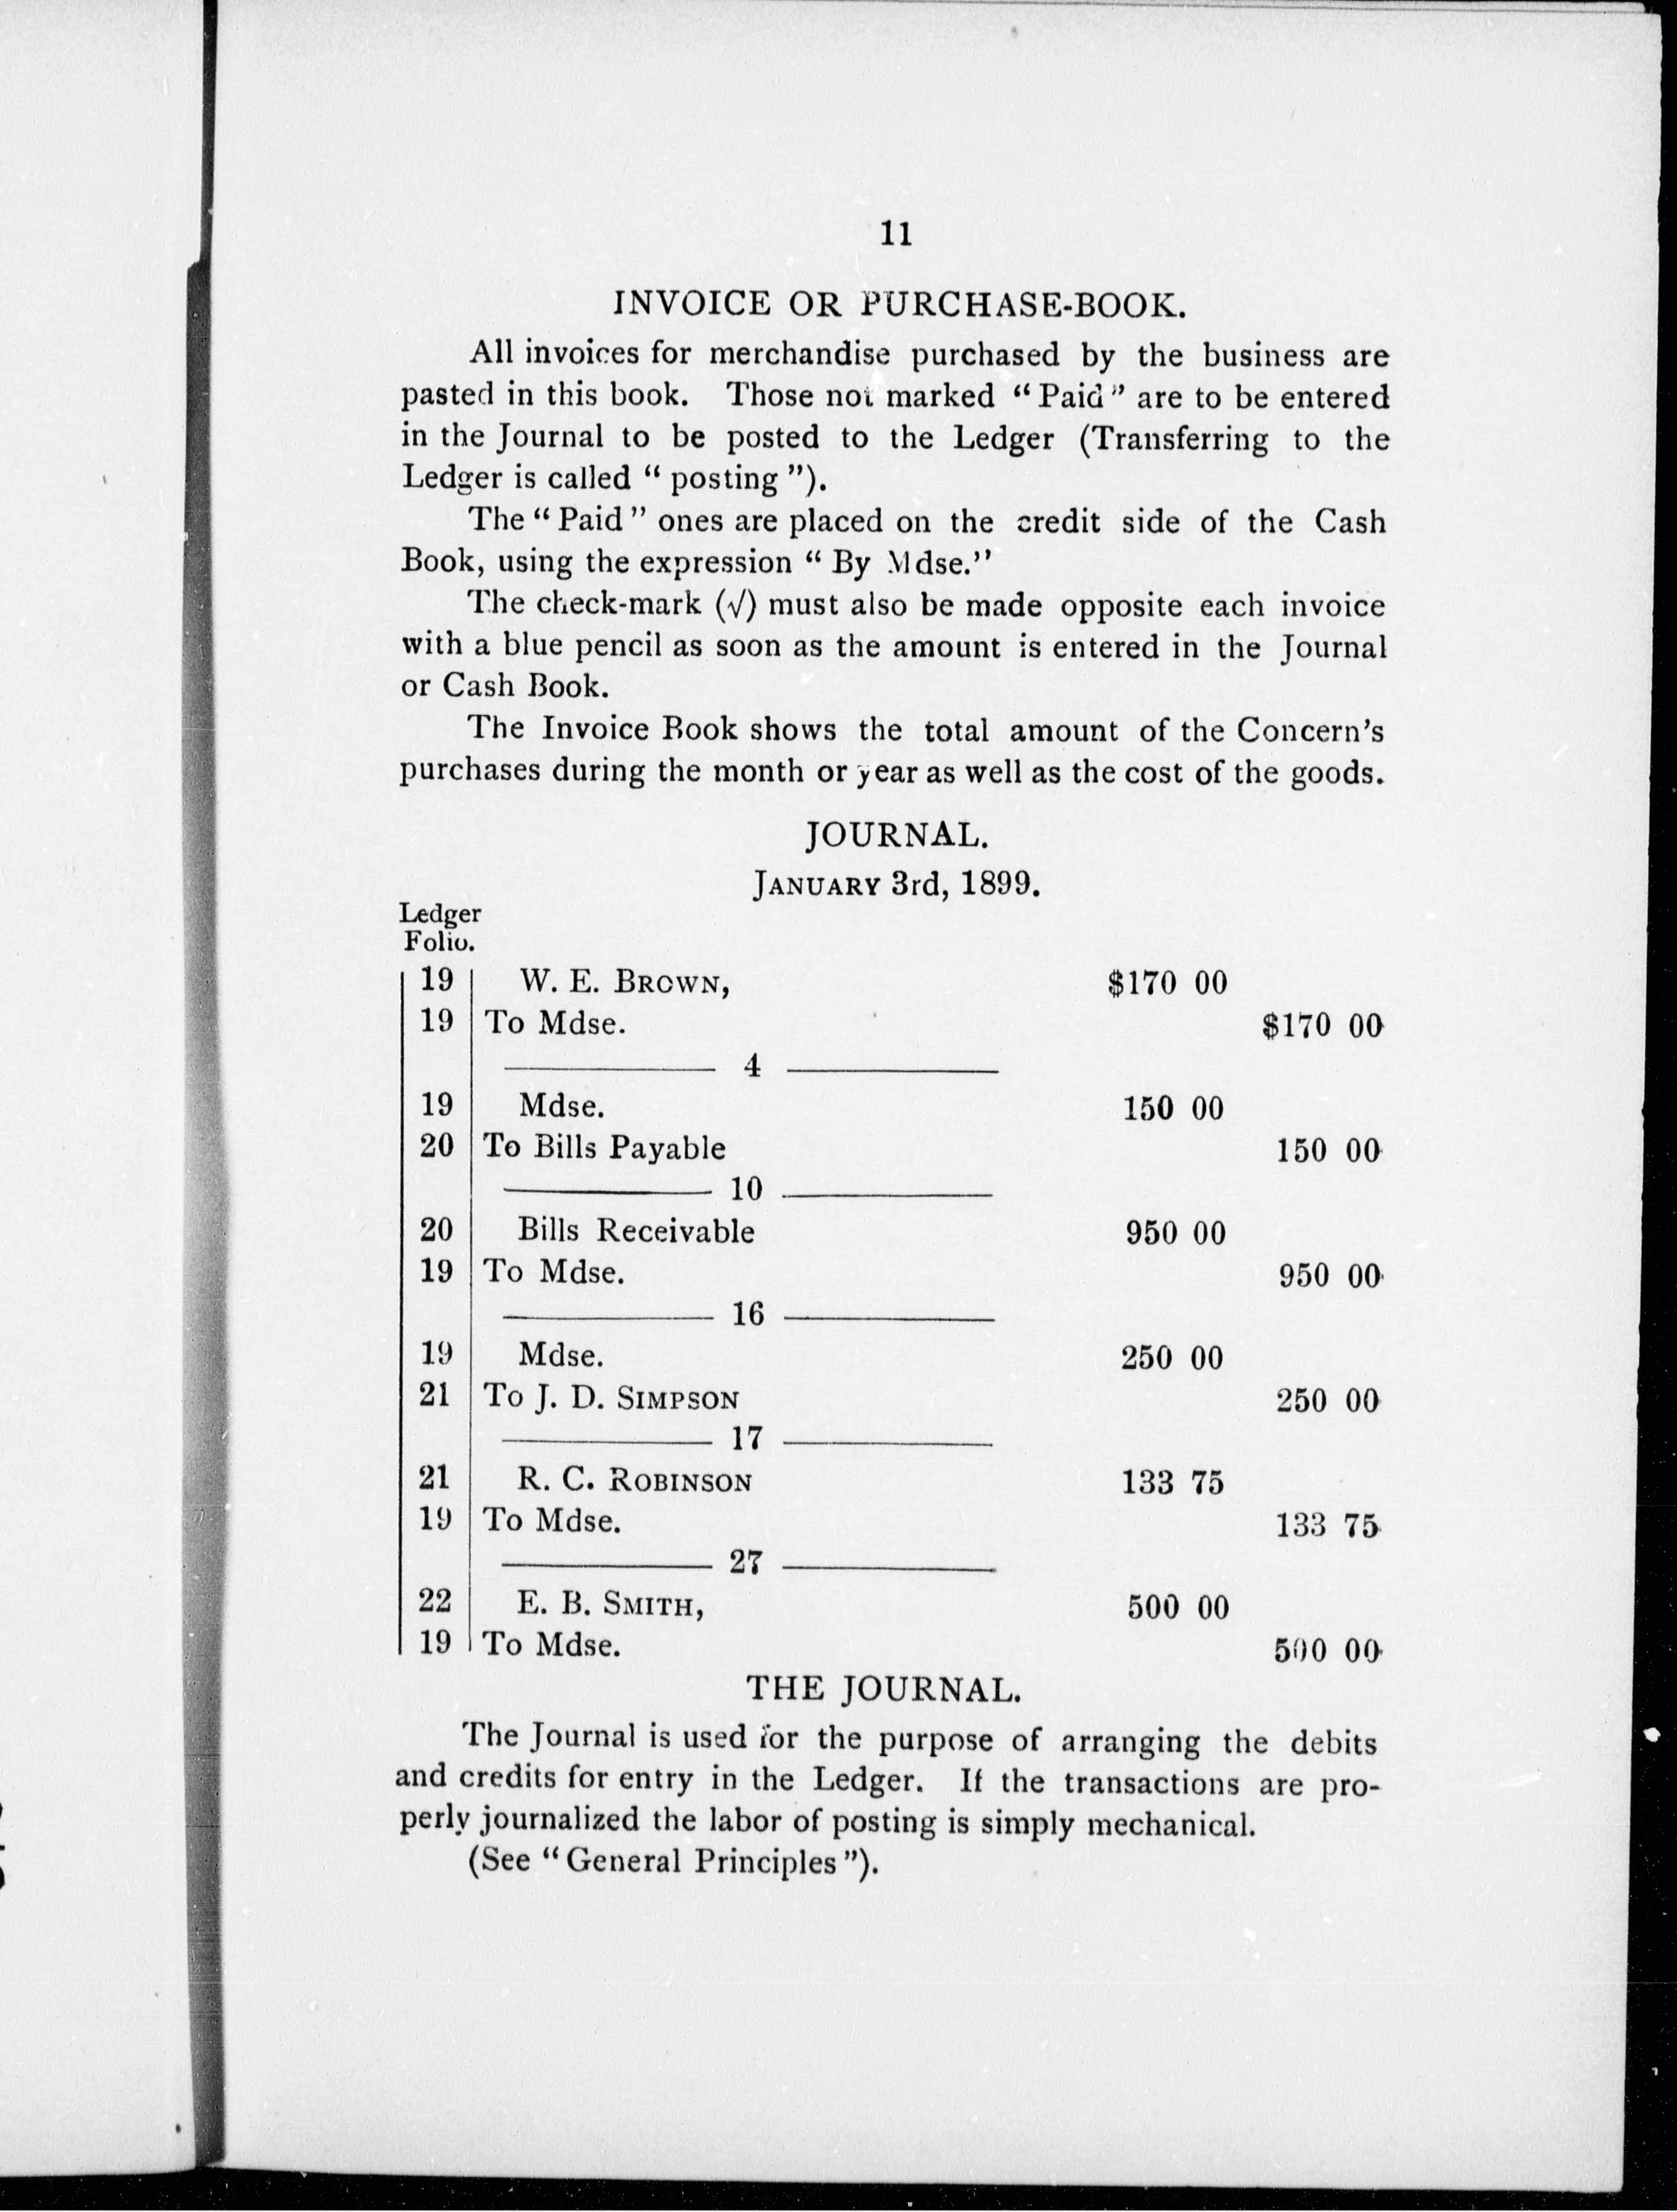 11
INVOICE OR PURCHASE-BOOK.
All invoices for merchandise purchased by the business are
pasted in this book. Those not marked “Paid” are to be entered
in the Journal to be posted to the Ledger (Transferring to the
Ledger is called “posting”).
The “Paid” ones are placed on the credit side of the Cash
Book, using the expression “By Mdse.”
The check-mark (√) must also be made opposite each invoice
with a blue pencil as soon as the amount is entered in the Journal
or Cash Book.
The Invoice Book shows the total amount of the Concern’s
purchases during the month or year as well as the cost of the goods.
JOURNAL.
JANUARY 3rd, 1899.
Ledger
Folio.
19 W. E. BROWN, $170 00
19 To Mdse. $170 00
4
19 Mdse. 150 00
20 To Bills Payable 150 00
10
20 Bills Receivable 950 00
19 To Mdse. 950 00
16
19 Mdse. 250 00
21 To J. D. SIMPSON 250 00
17
21 R. C. ROBINSON 133 75
19 To Mdse. 133 75
27
22 E. B. SMITH, 500 00
19 To Mdse. 500 00
THE JOURNAL.
The Journal is used for the purpose of arranging the debits
and credits for entry in the Ledger. If the transactions are pro-
perly journalized the labor of posting is simply mechanical.
(See “General Principles”).